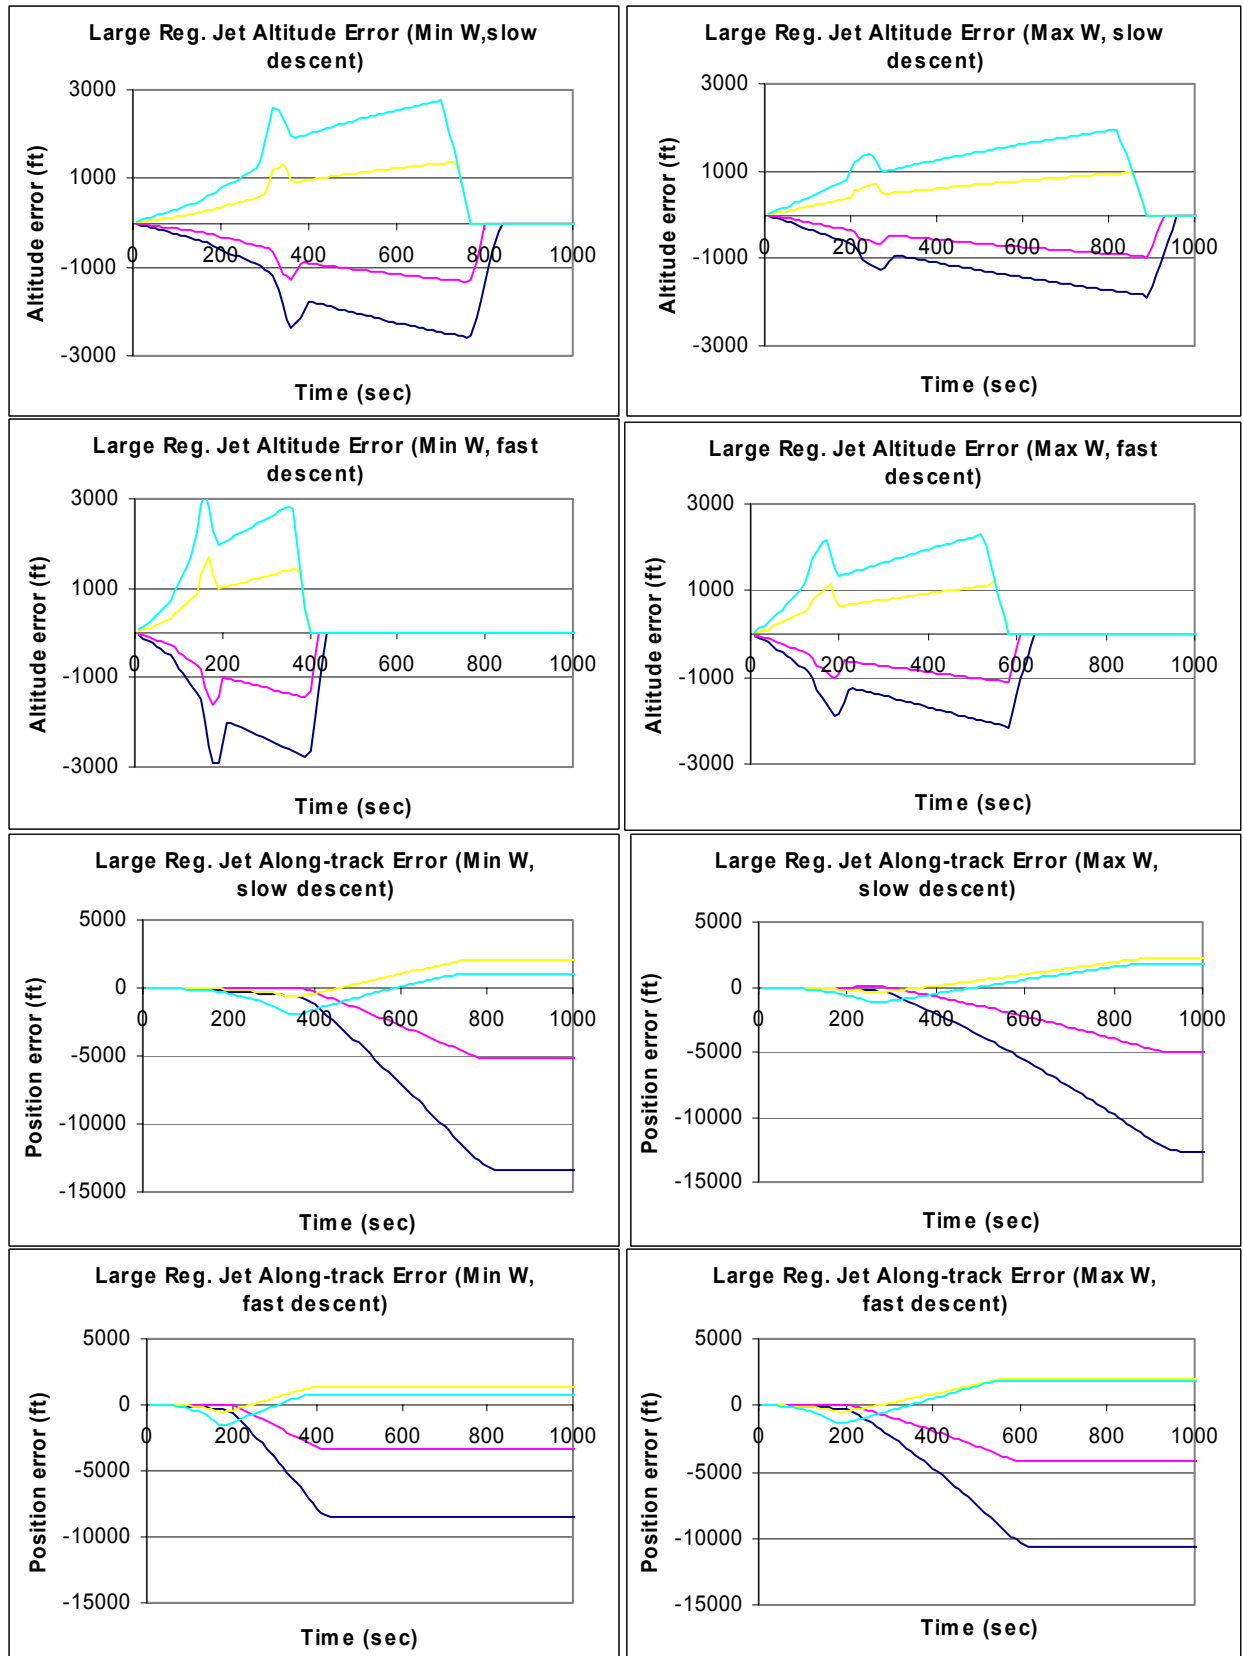 Large Reg. Jet Altitude Error (Min W,slow
descent)
3000
1000
-1000
-3000
0 200 400 600 800 1000
Altitude error (ft)
Time (sec)
Large Reg. Jet Altitude Error (Max W, slow
descent)
3000
1000
-1000
-3000
0 200 400 600 800 1000
Altitude error (ft)
Time (sec)
Large Reg. Jet Altitude Error (Min W, fast
descent)
3000
1000
-1000
-3000
0 200 400 600 800 1000
Altitude error (ft)
Time (sec)
Large Reg. Jet Altitude Error (Max W, fast
descent)
3000
1000
-1000
-3000
0 200 400 600 800 1000
Altitude error (ft)
Time (sec)
Large Reg. Jet Along-track Error (Min W,
slow descent)
5000
0
-5000
-10000
-15000
0 200 400 600 800 1000
Position error (ft)
Time (sec)
Large Reg. Jet Along-track Error (Max W,
slow descent)
5000
0
-5000
-10000
-15000
0 200 400 600 800 1000
Position error (ft)
Time (sec)
Large Reg. Jet Along-track Error (Min W,
fast descent)
5000
0
-5000
-10000
-15000
0 200 400 600 800 1000
Position error (ft)
Time (sec)
Large Reg. Jet Along-track Error (Max W,
fast descent)
5000
0
-5000
-10000
-15000
0 200 400 600 800 1000
Position error (ft)
Time (sec)